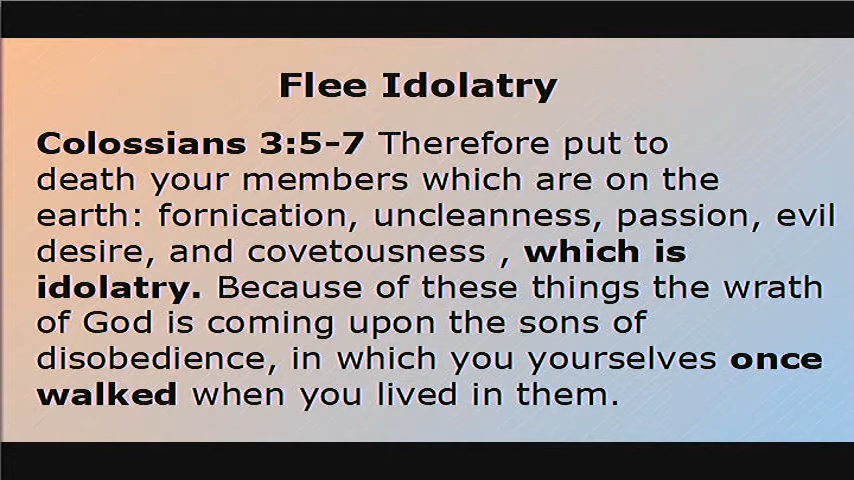 Flee Idolatry
Colossians 3:5-7 Therefore put to
death your members which are on the
earth: fornication, uncleanness, passion, evil
desire, and covetousness , which is
idolatry. Because of these things the wrath
of God is coming upon the sons of
disobedience, in which you yourselves once
walked when you lived in them.